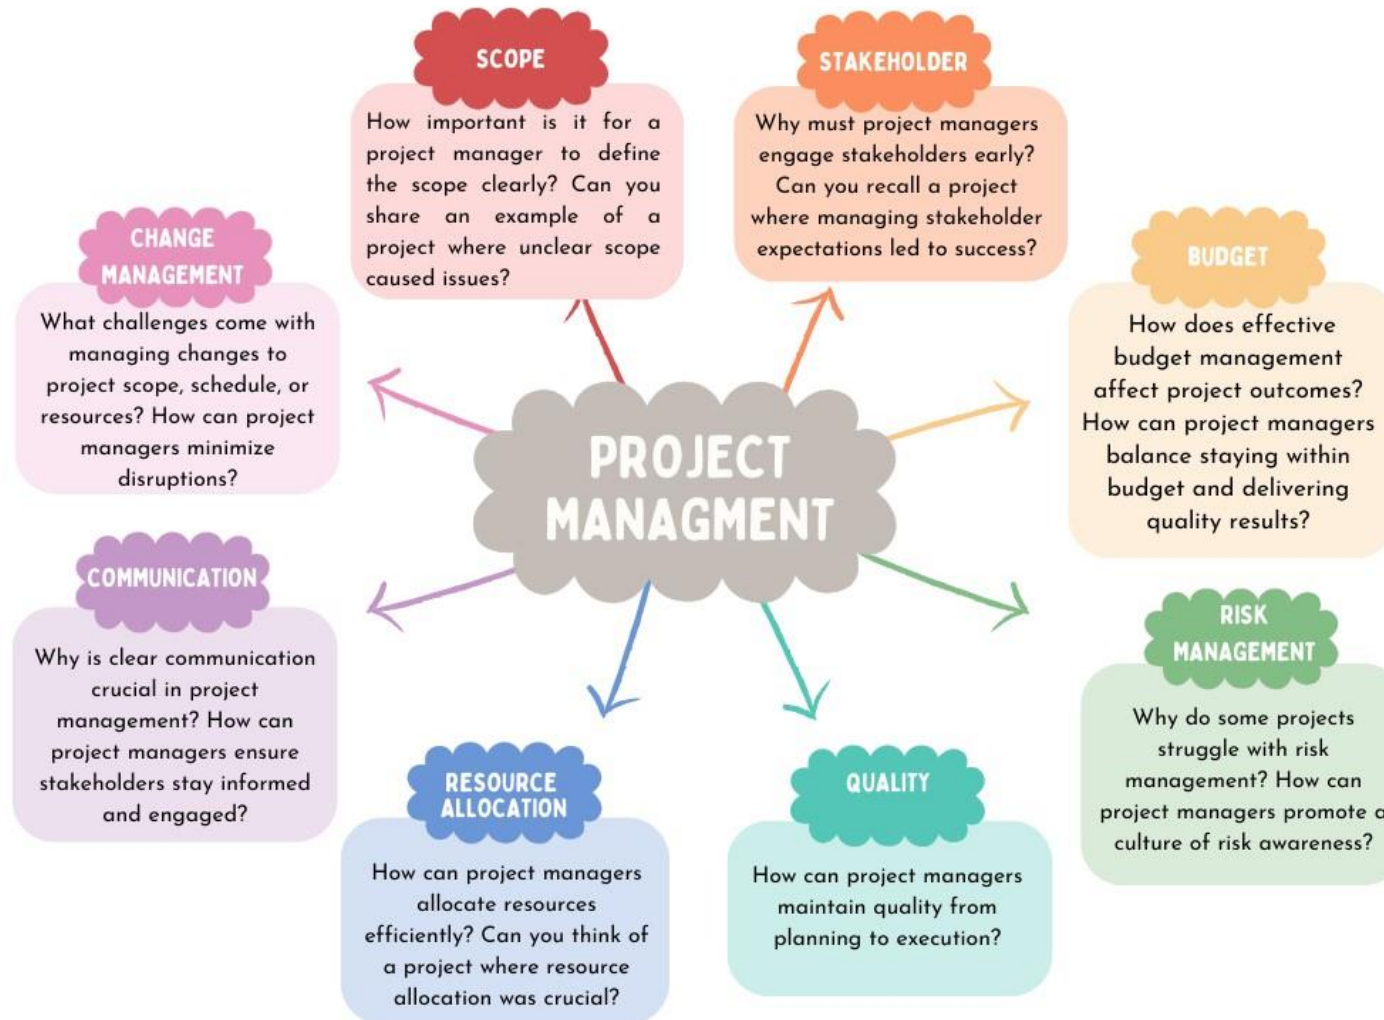 SCOPE
How important is it for a
project manager to define
the scope clearly? Can you
share an example of a
project where unclear scope
caused issues?
STAKEHOLDER
Why must project managers
engage stakeholders early?
Can you recall a project
where managing stakeholder
expectations led to success?
CHANGE
MANAGEMENT
What challenges come with
managing changes to
project scope, schedule, or
resources? How can project
managers minimize
disruptions?
BUDGET
How does effective
budget management
affect project outcomes?
How can project managers
balance staying within
budget and delivering
quality results?
PROJECT
MANAGMENT
COMMUNICATION
Why is clear communication
crucial in project
management? How can
project managers ensure
stakeholders stay informed
and engaged?
RISK
MANAGEMENT
Why do some projects
struggle with risk
management? How can
project managers promote a
culture of risk awareness?
RESOURCE
ALLOCATION
How can project managers
allocate resources
efficiently? Can you think of
a project where resource
allocation was crucial?
QUALITY
How can project managers
maintain quality from
planning to execution?